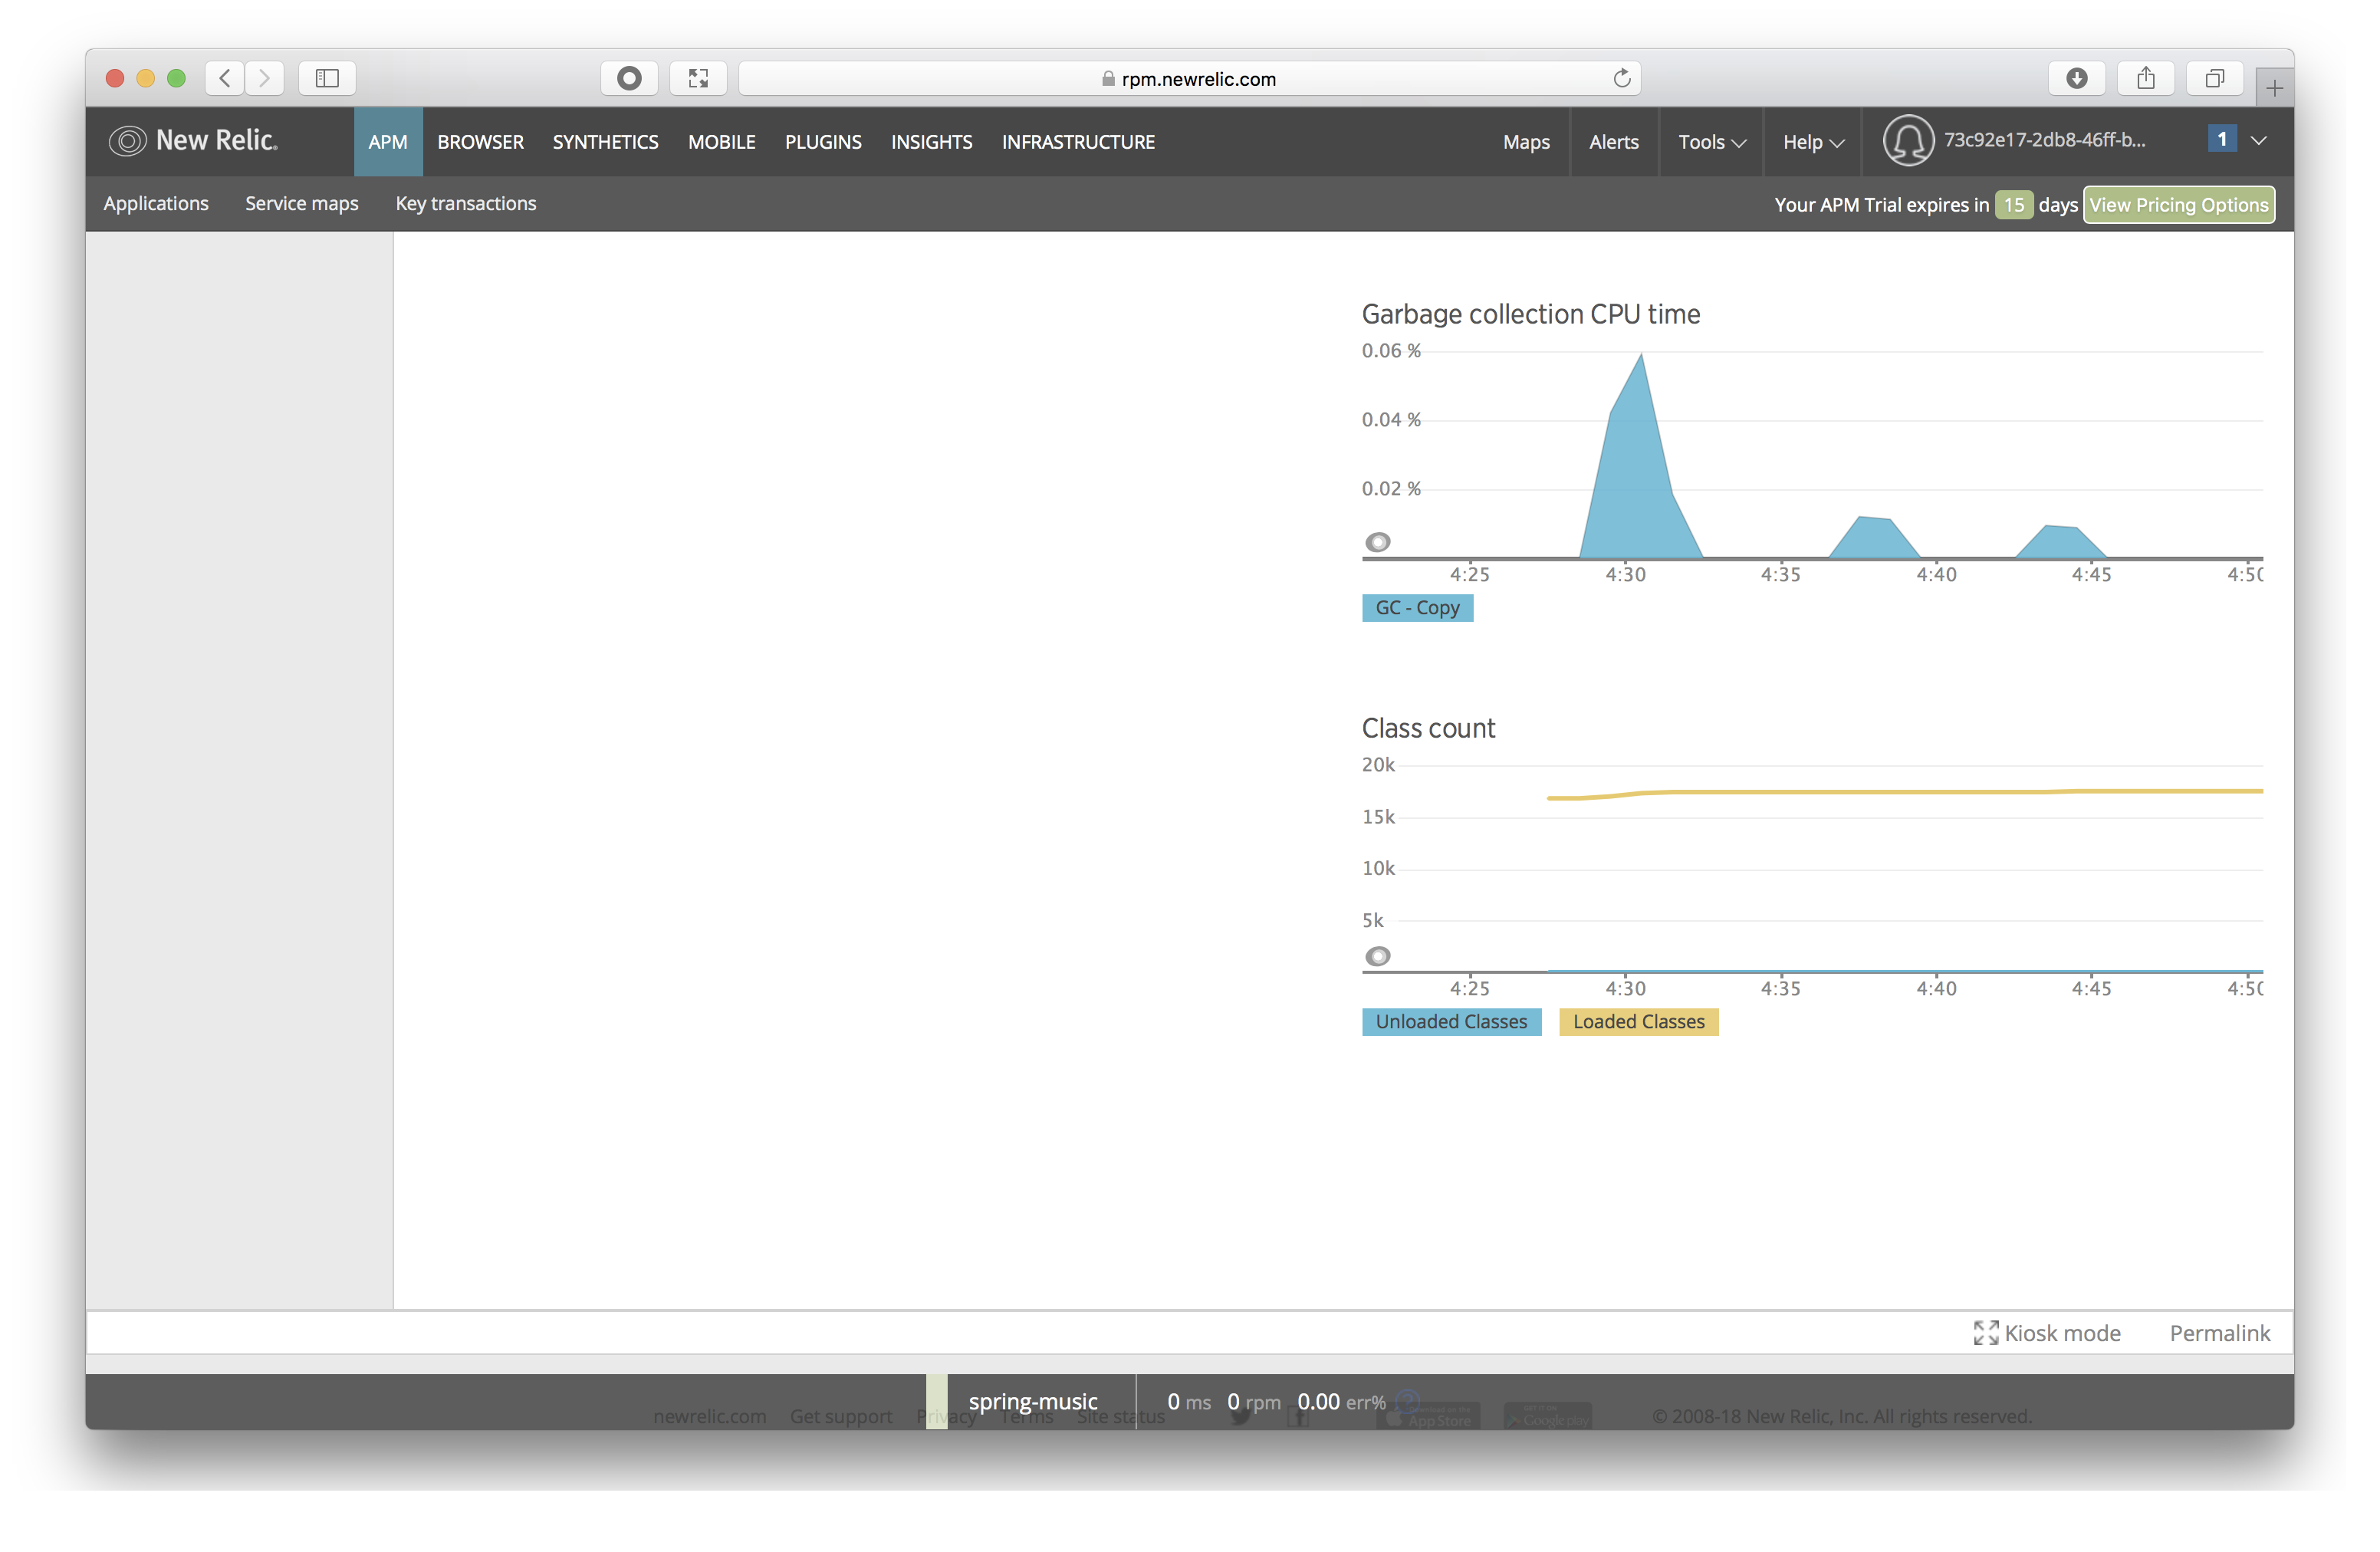 rpm.newrelic.com
New Relic.
APM BROWSER SYNTHETICS MOBILE PLUGINS INSIGHTS INFRASTRUCTURE
Maps Alerts Tools Help 73c92e17-2db8-46ff-b... 1
Applications Service maps Key transactions
Your APM Trial expires in 15 days View Pricing Options
Garbage collection CPU time
0.06 %
0.04 %
0.02 %
4:25 4:30 4:35 4:40 4:45 4:50
GC - Copy
Class count
20k
15k
10k
5k
4:25 4:30 4:35 4:40 4:45 4:50
Unloaded Classes Loaded Classes
Kiosk mode Permalink
spring-music 0 ms 0 rpm 0.00 err%
newrelic.com Get support Privacy Terms Site status App Store Google play © 2008-18 New Relic, Inc. All rights reserved.